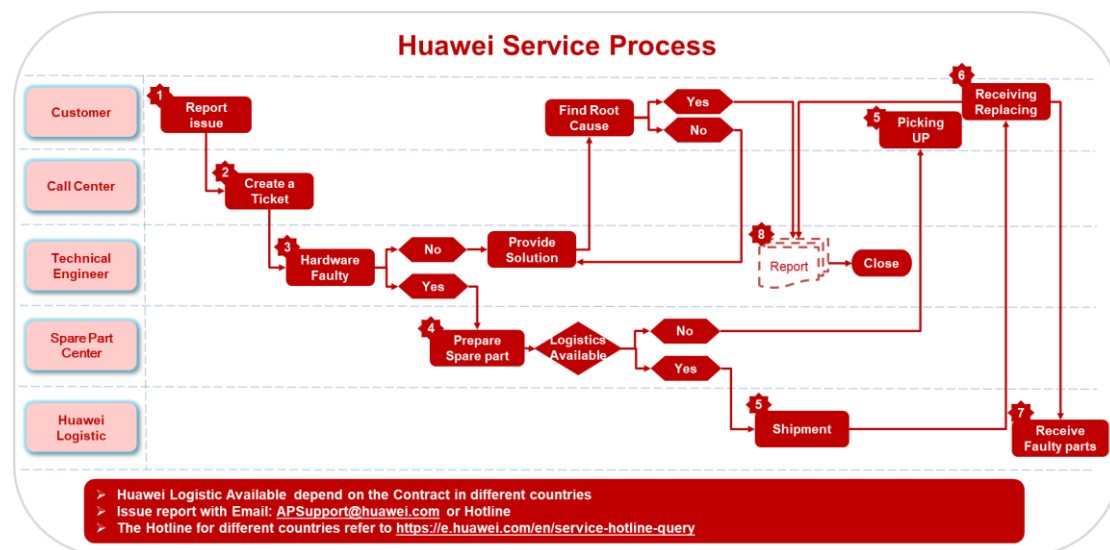 Huawei Service Process
Customer
1
Report
issue
Find Root
Cause
Yes
No
5
Picking
UP
6
Receiving
Replacing
Call Center
2
Create a
Ticket
Technical
Engineer
3
Hardware
Faulty
No
Yes
Provide
Solution
8
Report
Close
Spare Part
Center
4
Prepare
Spare part
Logistics
Available
No
Yes
Huawei
Logistic
5
Shipment
7
Receive
Faulty parts
➢ Huawei Logistic Available depend on the Contract in different countries
➢ Issue report with Email: APSupport@huawei.com or Hotline
➢ The Hotline for different countries refer to https://e.huawei.com/en/service-hotline-query